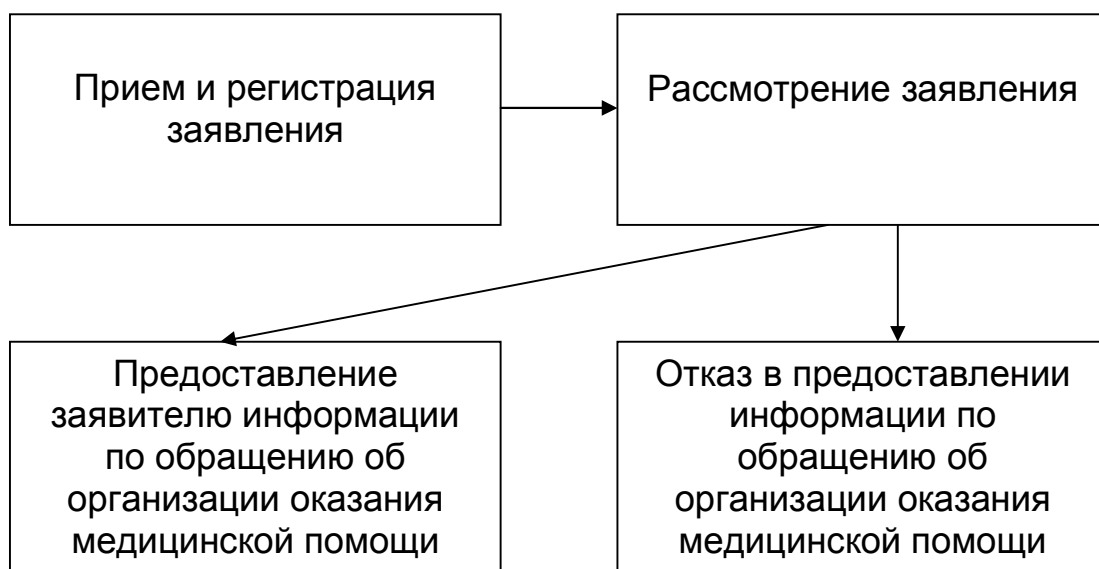 Прием и регистрация
заявления
Рассмотрение заявления
Предоставление
заявителю информации
по обращению об
организации оказания
медицинской помощи
Отказ в предоставлении
информации по
обращению об
организации оказания
медицинской помощи